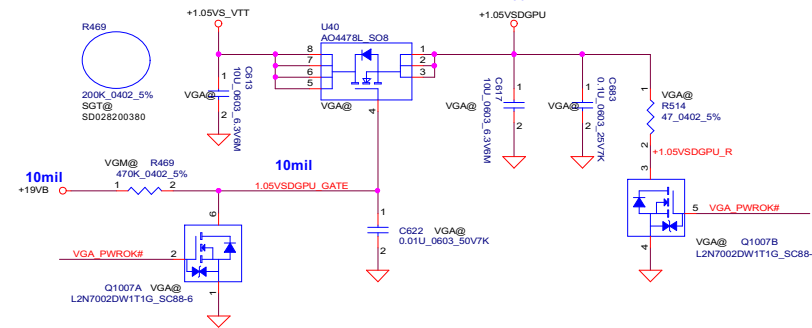 R469
200K_0402_5%
SGT@
SD028200380
+1.05VS_VTT
1
C613
10U_0603_6.3V6M
VGA@
2
U40
AO4478L_SO8
8
7
6
5
1
2
3
4
VGA@
+1.05VSDGPU
1
C617
10U_0603_6.3V6M
VGA@
2
1
C683
0.1U_0603_25V7K
VGA@
2
1
VGA@
R514
47_0402_5%
2
+1.05VSDGPU_R
3
5
VGA_PWROK#
4
VGA@ Q1007B
L2N7002DW1T1G_SC88-
10mil
+19VB
VGM@ R469
470K_0402_5%
1
2
10mil
1.05VSDGPU_GATE
1
C622 VGA@
0.01U_0603_50V7K
2
6
VGA_PWROK#
2
1
Q1007A VGA@
L2N7002DW1T1G_SC88-6